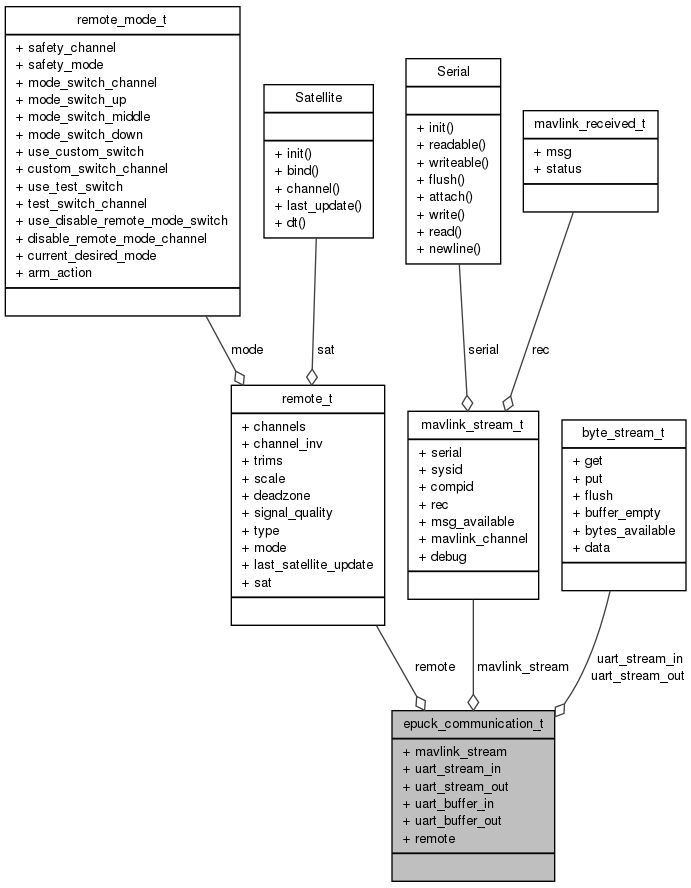 remote_mode_t
+ safety_channel
+ safety_mode
+ mode_switch_channel
+ mode_switch_up
+ mode_switch_middle
+ mode_switch_down
+ use_custom_switch
+ custom_switch_channel
+ use_test_switch
+ test_switch_channel
+ use_disable_remote_mode_switch
+ disable_remote_mode_channel
+ current_desired_mode
+ arm_action
Satellite
+ init()
+ bind()
+ channel()
+ last_update()
+ dt()
Serial
+ init()
+ readable()
+ writeable()
+ flush()
+ attach()
+ write()
+ read()
+ newline()
mavlink_received_t
+ msg
+ status
mode
sat
serial
rec
remote_t
+ channels
+ channel_inv
+ trims
+ scale
+ deadzone
+ signal_quality
+ type
+ mode
+ last_satellite_update
+ sat
mavlink_stream_t
+ serial
+ sysid
+ compid
+ rec
+ msg_available
+ mavlink_channel
+ debug
byte_stream_t
+ get
+ put
+ flush
+ buffer_empty
+ bytes_available
+ data
remote
mavlink_stream
uart_stream_in
uart_stream_out
epuck_communication_t
+ mavlink_stream
+ uart_stream_in
+ uart_stream_out
+ uart_buffer_in
+ uart_buffer_out
+ remote